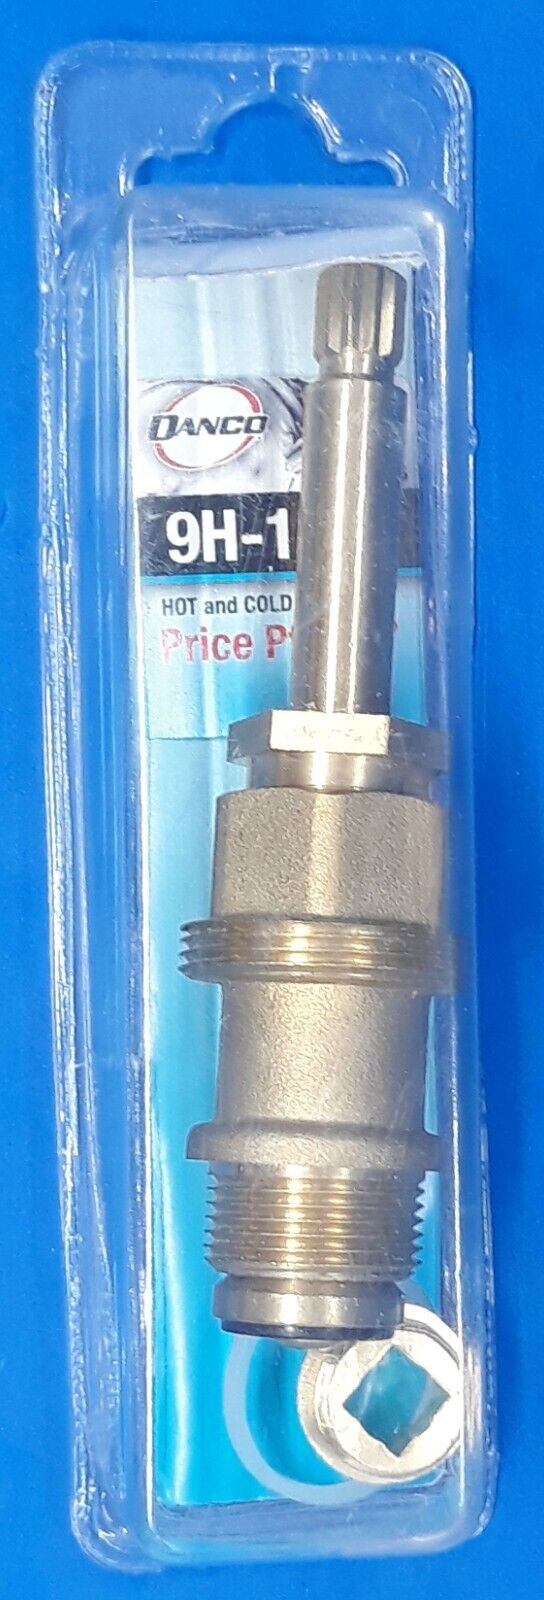 DANCO
9H-1
HOT and COLD
Price P